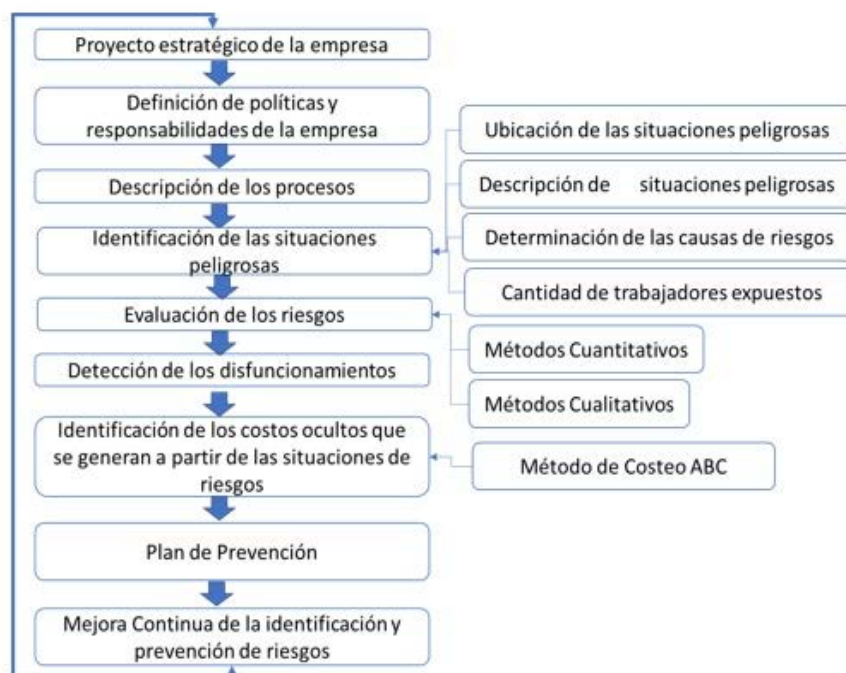 Proyecto estratégico de la empresa
Definición de políticas y
responsabilidades de la empresa
Descripción de los procesos
Identificación de las situaciones
peligrosas
Evaluación de los riesgos
Detección de los disfuncionamientos
Identificación de los costos ocultos que
se generan a partir de las situaciones de
riesgos
Plan de Prevención
Mejora Continua de la identificación y
prevención de riesgos
Ubicación de las situaciones peligrosas
Descripción de situaciones peligrosas
Determinación de las causas de riesgos
Cantidad de trabajadores expuestos
Métodos Cuantitativos
Métodos Cualitativos
Método de Costeo ABC